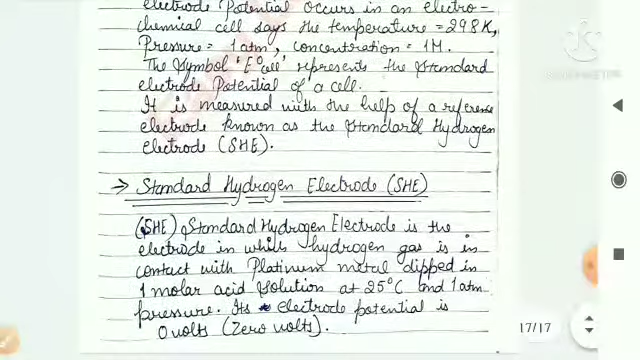 electrode Potential occurs in an electro-
chemical cell says the temperature = 298K,
Pressure = 1 atm, concentration = 1M.
The Symbol 'E°cell' represents the Standard
electrode Potential of a cell.
It is measured with the help of a reference
electrode known as the Standard Hydrogen
Electrode (SHE).
→ Standard Hydrogen Electrode (SHE)
(SHE) Standard Hydrogen Electrode is the
electrode in which hydrogen gas is in
contact with Platinum metal dipped in
1 molar acid solution at 25°C and 1 atm
pressure. Its electrode potential is
0 volts (Zero volts).
17/17